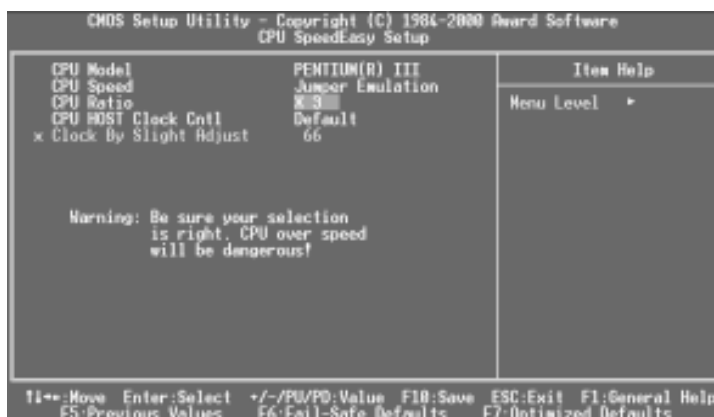 CMOS Setup Utility - Copyright (C) 1984-2000 Award Software
CPU SpeedEasy Setup
CPU Model PENTIUM(R) III
CPU Speed Jumper Emulation
CPU Ratio X 3
CPU HOST Clock Cntl Default
x Clock By Slight Adjust 66
Warning: Be sure your selection
is right. CPU over speed
will be dangerous!
Item Help
Menu Level ►
↑↓→←:Move Enter:Select +/-/PU/PD:Value F10:Save ESC:Exit F1:General Help
F5:Previous Values F6:Fail-Safe Defaults F7:Optimized Defaults